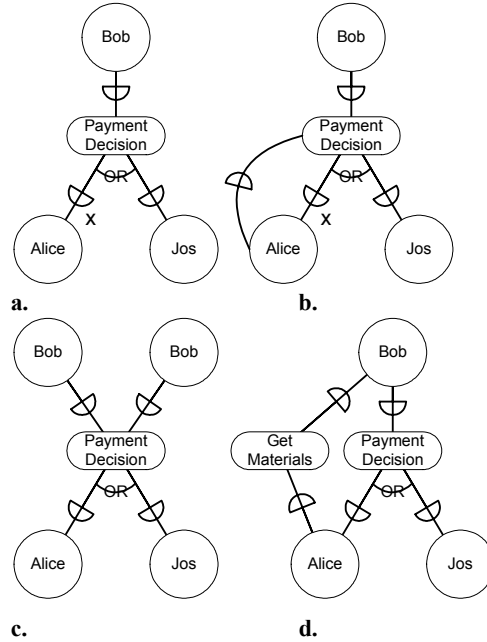 Bob
Bob
Payment
Decision
Payment
Decision
OR
OR
X
X
Alice
Jos
Alice
Jos
a.
b.
Bob
Bob
Bob
Payment
Decision
Get
Materials
Payment
Decision
OR
OR
Alice
Jos
Alice
Jos
c.
d.